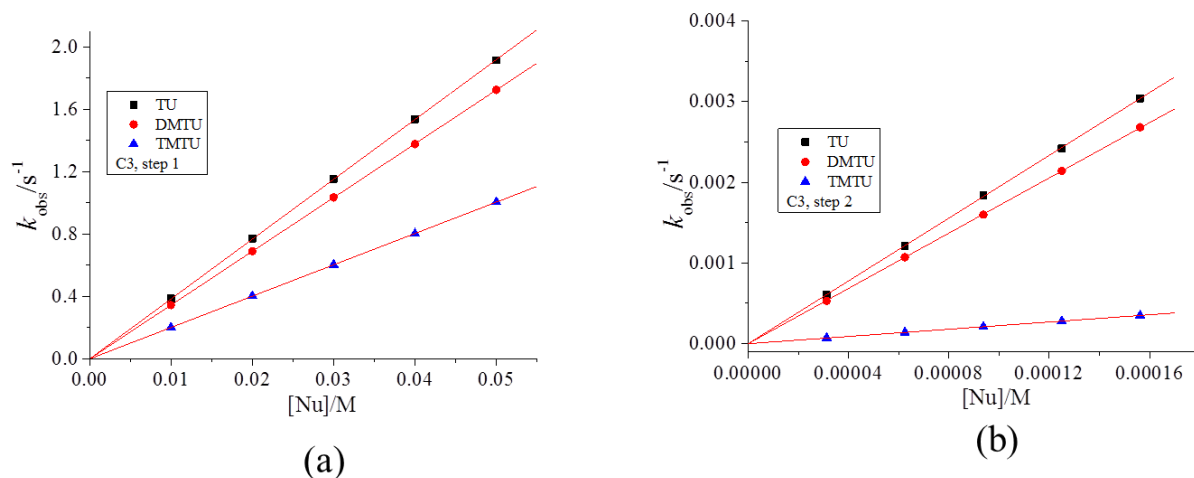 2.0
1.6
1.2
0.8
0.4
0.0
k_obs/s^-1
TU
DMTU
TMTU
C3, step 1
0.00 0.01 0.02 0.03 0.04 0.05
[Nu]/M
(a)
0.004
0.003
0.002
0.001
0.000
k_obs/s^-1
TU
DMTU
TMTU
C3, step 2
0.00000 0.00004 0.00008 0.00012 0.00016
[Nu]/M
(b)